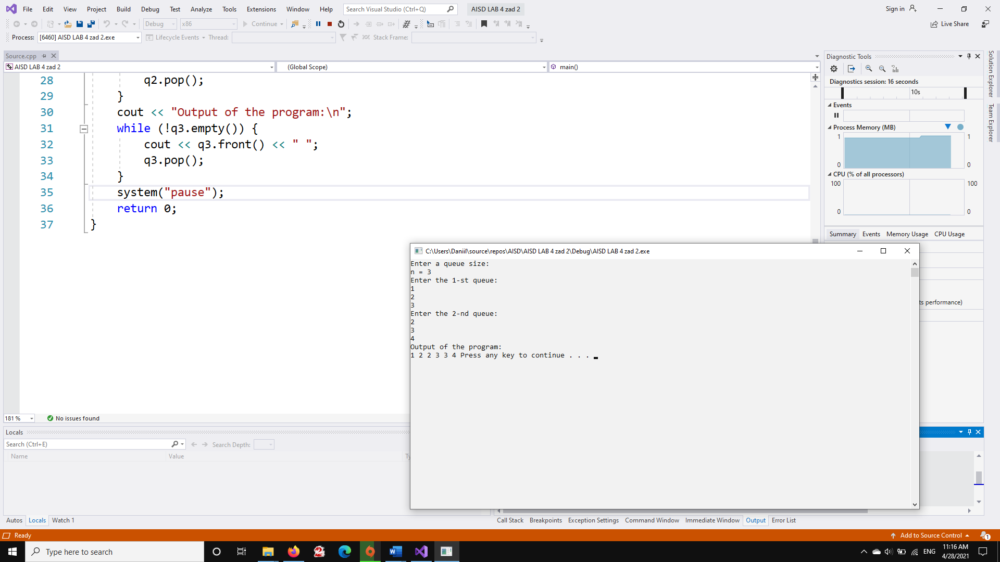 File Edit View Project Build Debug Test Analyze Tools Extensions Window Help Search Visual Studio (Ctrl+Q) AISD LAB 4 zad 2 Sign in
Debug x86 Continue Live Share
Process: [6460] AISD LAB 4 zad 2.exe Lifecycle Events Thread: Stack Frame:
Source.cpp
AISD LAB 4 zad 2 (Global Scope) main()
28 q2.pop();
29 }
30 cout << "Output of the program:\n";
31 while (!q3.empty()) {
32 cout << q3.front() << " ";
33 q3.pop();
34 }
35 system("pause");
36 return 0;
37 }
181 % No issues found
Diagnostic Tools
Diagnostics session: 16 seconds
10s
Events
Process Memory (MB)
1 1
0 0
CPU (% of all processors)
100 100
0 0
Summary Events Memory Usage CPU Usage
ts performance)
Solution Explorer
Team Explorer
C:\Users\Daniil\source\repos\AISD\AISD LAB 4 zad 2\Debug\AISD LAB 4 zad 2.exe
Enter a queue size:
n = 3
Enter the 1-st queue:
1
2
3
Enter the 2-nd queue:
2
3
4
Output of the program:
1 2 2 3 3 4 Press any key to continue . . .
Locals
Search (Ctrl+E) Search Depth:
Name Value Ty
Autos Locals Watch 1
Call Stack Breakpoints Exception Settings Command Window Immediate Window Output Error List
Ready Add to Source Control 1
Type here to search
ENG 11:16 AM
4/28/2021